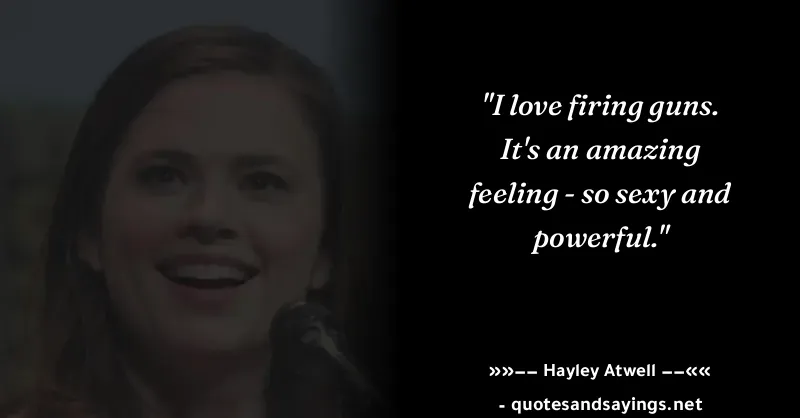 "I love firing guns.
It's an amazing
feeling - so sexy and
powerful."
»»−− Hayley Atwell −−««
- quotesandsayings.net